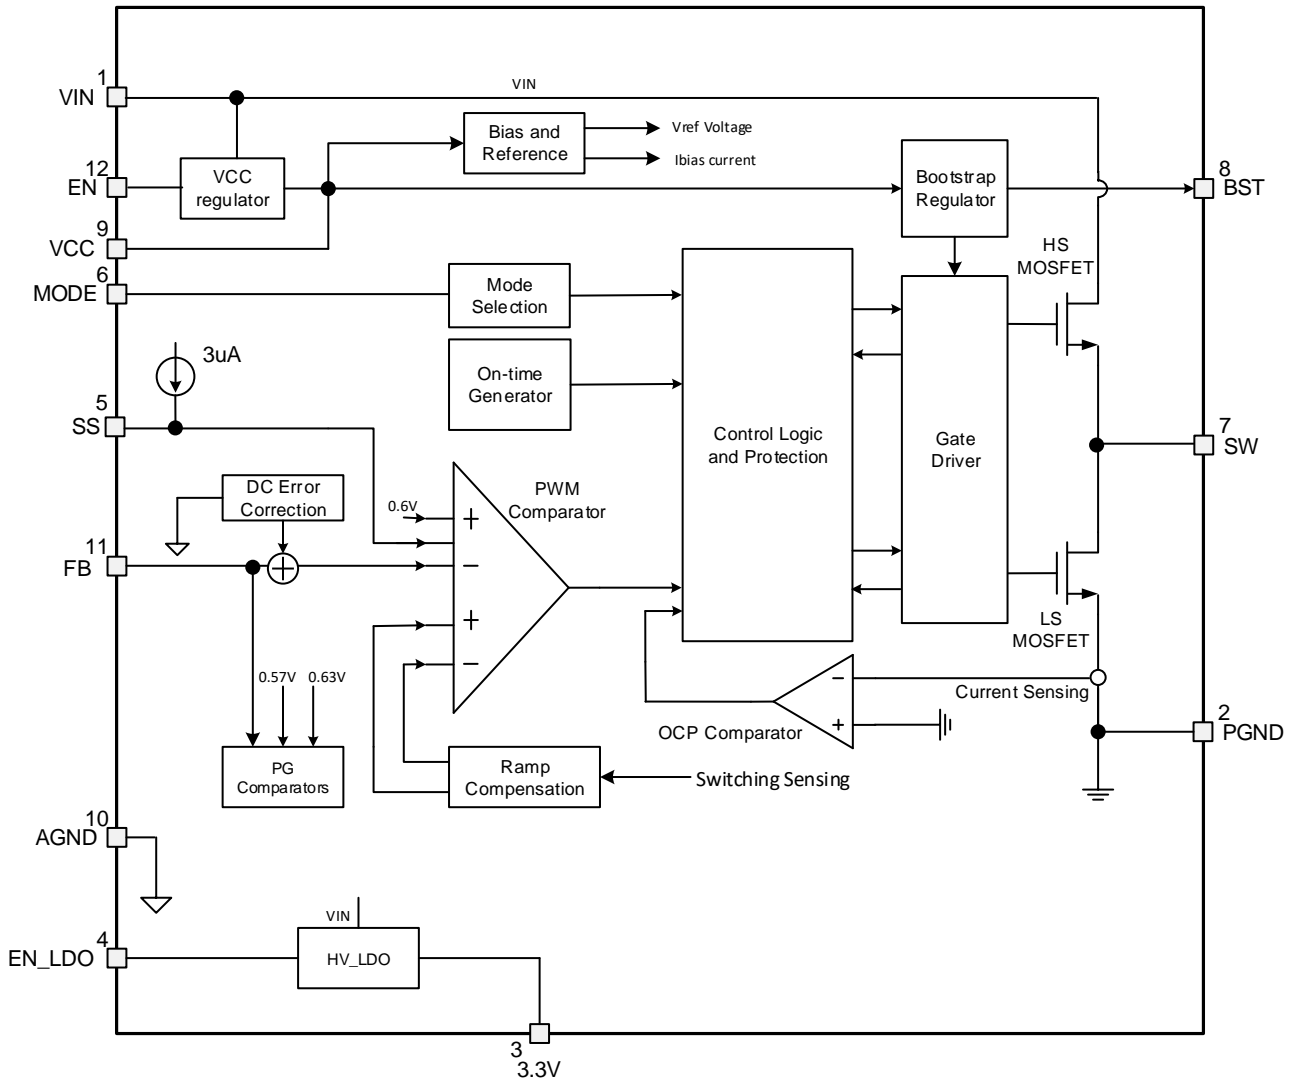 1
VIN
VIN
12
EN
VCC
regulator
Bias and
Reference
Vref Voltage
Ibias current
Bootstrap
Regulator
8
BST
9
VCC
6
MODE
Mode
Selection
HS
MOSFET
3uA
On-time
Generator
5
SS
Control Logic
and Protection
Gate
Driver
7
SW
DC Error
Correction
0.6V
+
PWM
Comparator
11
FB
+
−
+
−
LS
MOSFET
0.57V
0.63V
PG
Comparators
Ramp
Compensation
Switching Sensing
OCP Comparator
−
+
Current Sensing
2
PGND
10
AGND
VIN
4
EN_LDO
HV_LDO
3
3.3V